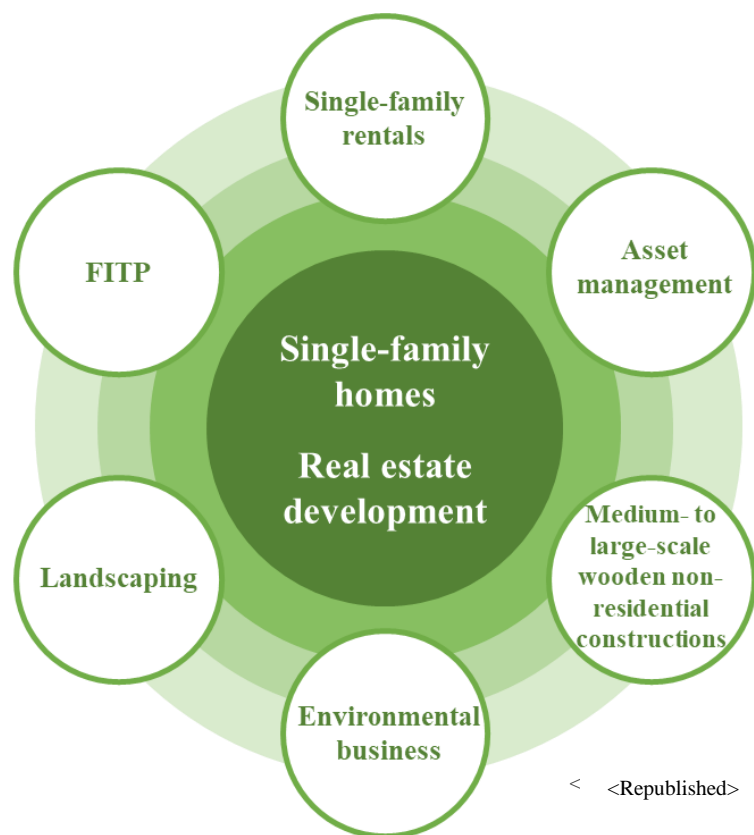 Single-family
rentals
FITP
Asset
management
Single-family
homes
Real estate
development
Landscaping
Medium- to
large-scale
wooden non-
residential
constructions
Environmental
business
< <Republished>